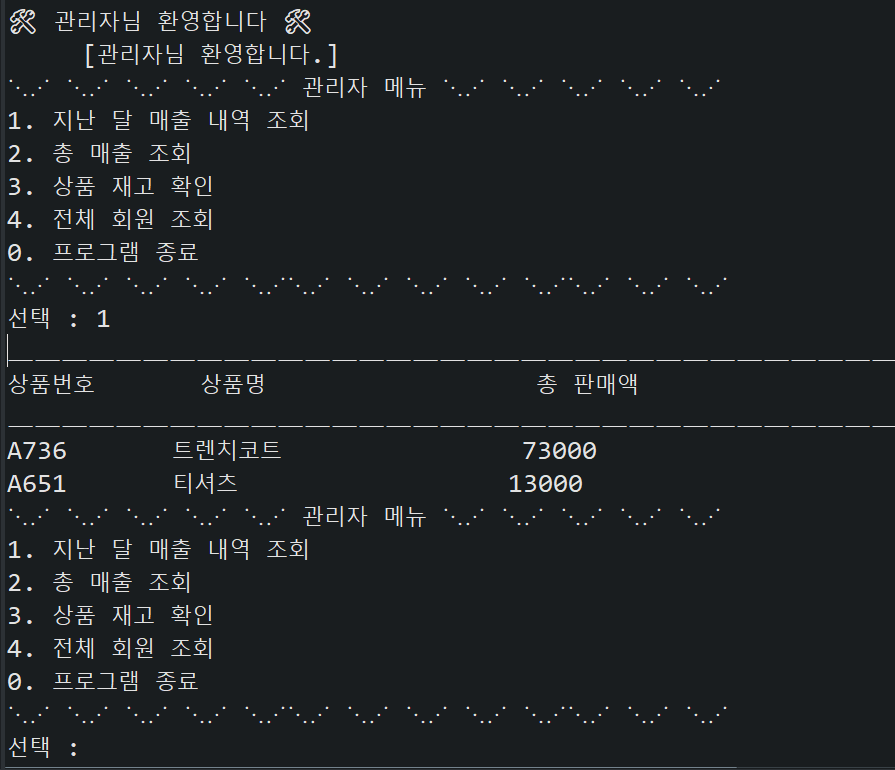 🛠 관리자님 환영합니다 🛠
[관리자님 환영합니다.]
⋱⋰ ⋱⋰ ⋱⋰ ⋱⋰ ⋱⋰ 관리자 메뉴 ⋱⋰ ⋱⋰ ⋱⋰ ⋱⋰ ⋱⋰
1. 지난 달 매출 내역 조회
2. 총 매출 조회
3. 상품 재고 확인
4. 전체 회원 조회
0. 프로그램 종료
⋱⋰ ⋱⋰ ⋱⋰ ⋱⋰ ⋱⋰⋱⋰ ⋱⋰ ⋱⋰ ⋱⋰ ⋱⋰⋱⋰ ⋱⋰ ⋱⋰
선택 : 1
상품번호 상품명 총 판매액
A736 트렌치코트 73000
A651 티셔츠 13000
⋱⋰ ⋱⋰ ⋱⋰ ⋱⋰ ⋱⋰ 관리자 메뉴 ⋱⋰ ⋱⋰ ⋱⋰ ⋱⋰ ⋱⋰
1. 지난 달 매출 내역 조회
2. 총 매출 조회
3. 상품 재고 확인
4. 전체 회원 조회
0. 프로그램 종료
⋱⋰ ⋱⋰ ⋱⋰ ⋱⋰ ⋱⋰⋱⋰ ⋱⋰ ⋱⋰ ⋱⋰ ⋱⋰⋱⋰ ⋱⋰ ⋱⋰
선택 :